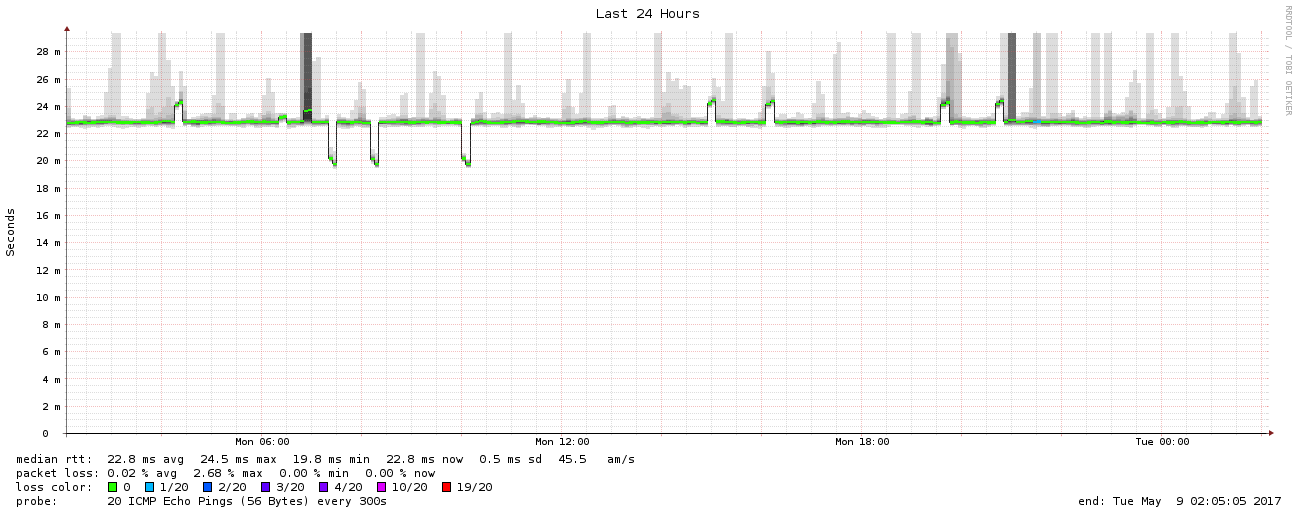 Last 24 Hours
RRDTOOL / TOBI OETIKER
Seconds
28 m
26 m
24 m
22 m
20 m
18 m
16 m
14 m
12 m
10 m
8 m
6 m
4 m
2 m
0
Mon 06:00 Mon 12:00 Mon 18:00 Tue 00:00
median rtt: 22.8 ms avg 24.5 ms max 19.8 ms min 22.8 ms now 0.5 ms sd 45.5 am/s
packet loss: 0.02 % avg 2.68 % max 0.00 % min 0.00 % now
loss color: 0 1/20 2/20 3/20 4/20 10/20 19/20
probe: 20 ICMP Echo Pings (56 Bytes) every 300s end: Tue May 9 02:05:05 2017